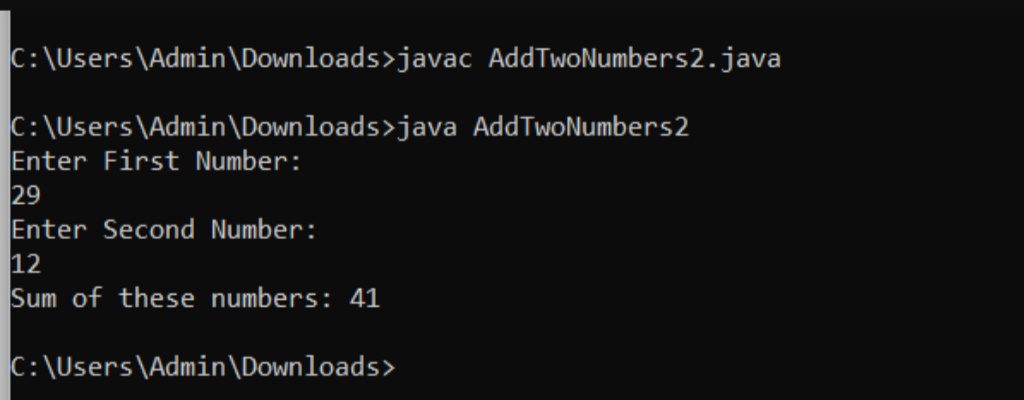 C:\Users\Admin\Downloads>javac AddTwoNumbers2.java
C:\Users\Admin\Downloads>java AddTwoNumbers2
Enter First Number:
29
Enter Second Number:
12
Sum of these numbers: 41
C:\Users\Admin\Downloads>